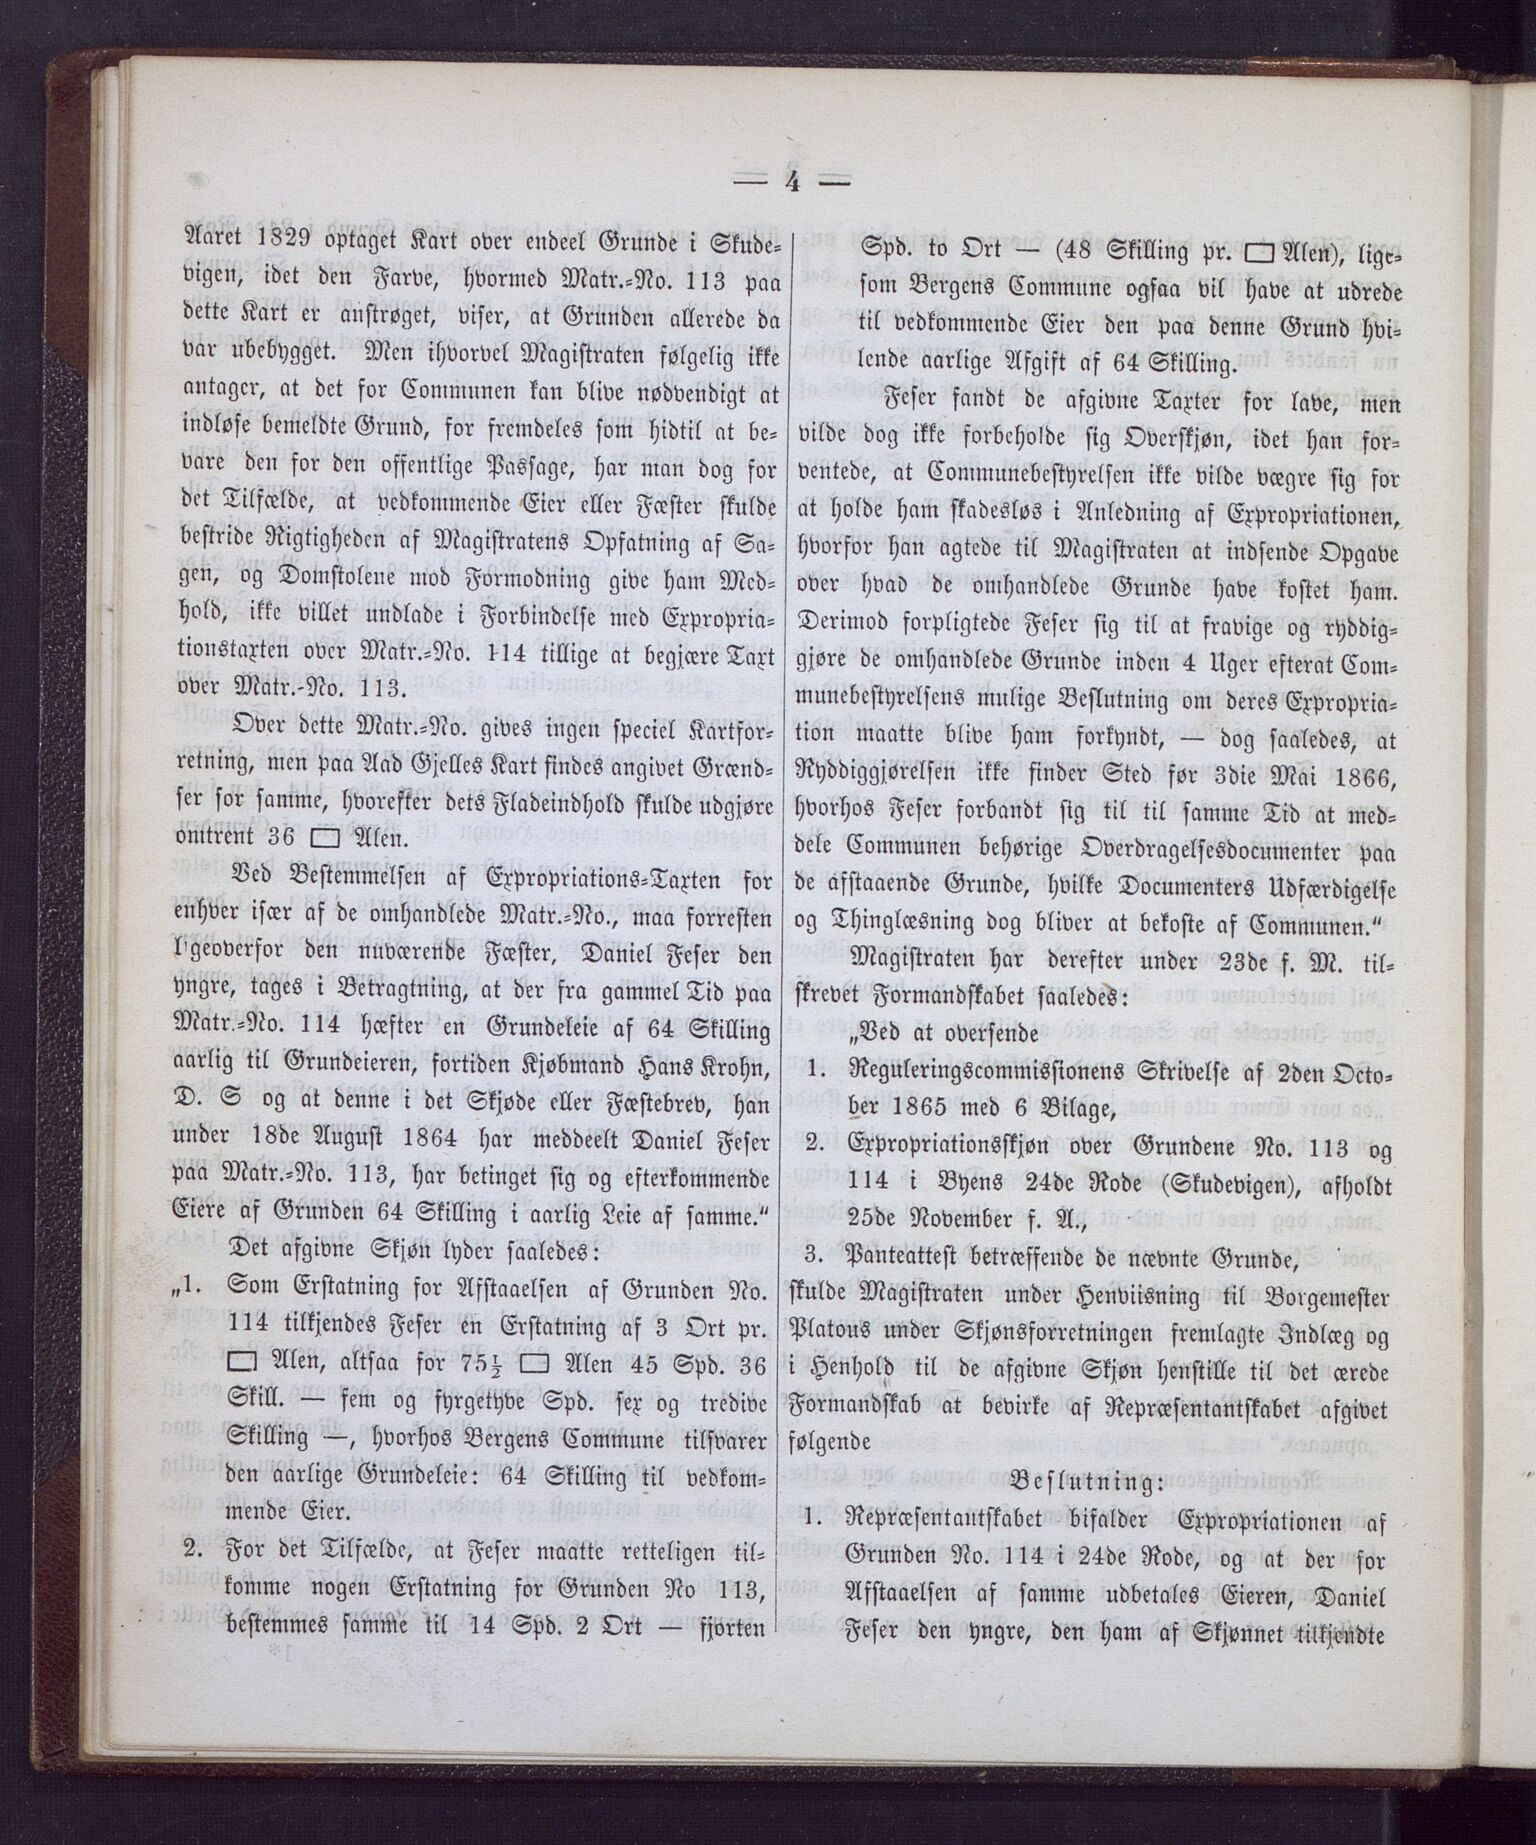 — 4 —
Aaret 1829 optaget Kart over endeel Grunde i Skude-
vigen, idet den Farve, hvormed Matr.-No. 113 paa
dette Kart er anstrøget, viser, at Grunden allerede da
var ubebygget. Men ihvorvel Magistraten følgelig ikke
antager, at det for Communen kan blive nødvendigt at
indløse bemeldte Grund, for fremdeles som hidtil at be-
vare den for den offentlige Passage, har man dog for
det Tilfælde, at vedkommende Eier eller Fæster skulde
bestride Rigtigheden af Magistratens Opfatning af Sa-
gen, og Domstolene mod Formodning give ham Med-
hold, ikke villet undlade i Forbindelse med Expropria-
tionstaxten over Matr.-No. 114 tillige at begjære Taxt
over Matr.-No. 113.
Over dette Matr.-No. gives ingen speciel Kartfor-
retning, men paa Aad Gjelles Kart findes angivet Grænd-
ser for samme, hvorefter dets Fladeindhold skulde udgjøre
omtrent 36 □ Alen.
Ved Bestemmelsen af Expropriations-Taxten for
enhver især af de omhandlede Matr.-No., maa forresten
l'geoverfor den nuværende Fæster, Daniel Feser den
yngre, tages i Betragtning, at der fra gammel Tid paa
Matr.-No. 114 hæfter en Grundeleie af 64 Skilling
aarlig til Grundeieren, fortiden Kjøbmand Hans Krohn,
D. S og at denne i det Skjøde eller Fæstebrev, han
under 18de August 1864 har meddeelt Daniel Feser
paa Matr.-No. 113, har betinget sig og efterkommende
Eiere af Grunden 64 Skilling i aarlig Leie af samme.“
Det afgivne Skjøn lyder saaledes:
„1. Som Erstatning for Afstaaelsen af Grunden No.
114 tilkjendes Feser en Erstatning af 3 Ort pr.
□ Alen, altsaa for 75½ □ Alen 45 Spd. 36
Skill. — fem og fyrgetyve Spd. sex og tredive
Skilling —, hvorhos Bergens Commune tilsvarer
den aarlige Grundeleie: 64 Skilling til vedkom-
mende Eier.
2. For det Tilfælde, at Feser maatte retteligen til-
komme nogen Erstatning for Grunden No 113,
bestemmes samme til 14 Spd. 2 Ort — fjorten
Spd. to Ort — (48 Skilling pr. □ Alen), lige-
som Bergens Commune ogsaa vil have at udrede
til vedkommende Eier den paa denne Grund hvi-
lende aarlige Afgift af 64 Skilling.
Feser fandt de afgivne Taxter for lave, men
vilde dog ikke forbeholde sig Overskjøn, idet han for-
ventede, at Communebestyrelsen ikke vilde vægre sig for
at holde ham skadesløs i Anledning af Expropriationen,
hvorfor han agtede til Magistraten at indsende Opgave
over hvad de omhandlede Grunde have kostet ham.
Derimod forpligtede Feser sig til at fravige og ryddig-
gjøre de omhandlede Grunde inden 4 Uger efterat Com-
munebestyrelsens mulige Beslutning om deres Expropria-
tion maatte blive ham forkyndt, — dog saaledes, at
Ryddiggjørelsen ikke finder Sted før 3die Mai 1866,
hvorhos Feser forbandt sig til til samme Tid at med-
dele Communen behørige Overdragelsesdocumenter paa
de afstaaende Grunde, hvilke Documenters Udfærdigelse
og Thinglæsning dog bliver at bekoste af Communen.“
Magistraten har derefter under 23de f. M. til-
skrevet Formandskabet saaledes:
„Ved at oversende
1. Reguleringscommissionens Skrivelse af 2den Octo-
ber 1865 med 6 Bilage,
2. Expropriationsskjøn over Grundene No. 113 og
114 i Byens 24de Rode (Skudevigen), afholdt
25de November f. A.,
3. Panteattest betræffende de nævnte Grunde,
skulde Magistraten under Henviisning til Borgemester
Platous under Skjønsforretningen fremlagte Indlæg og
i Henhold til de afgivne Skjøn henstille til det ærede
Formandskab at bevirke af Repræsentantskabet afgivet
følgende
Beslutning:
1. Repræsentantskabet bifalder Expropriationen af
Grunden No. 114 i 24de Rode, og at der for
Afstaaelsen af samme udbetales Eieren, Daniel
Feser den yngre, den ham af Skjønnet tilkjendte